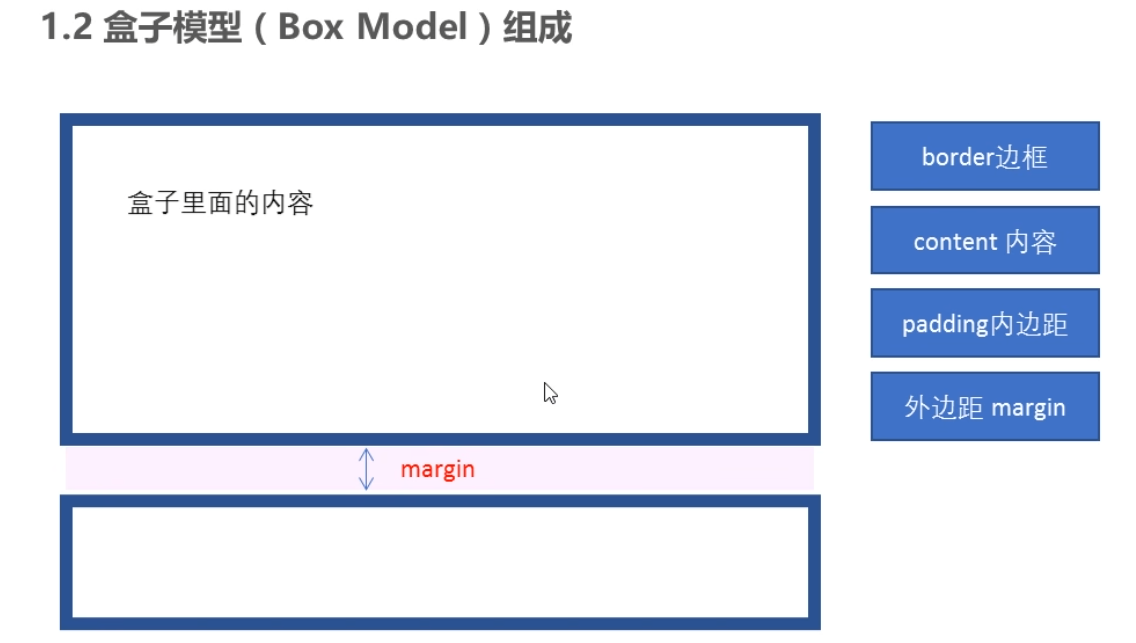 1.2 盒子模型（Box Model）组成
盒子里面的内容
border边框
content 内容
padding内边距
外边距 margin
margin